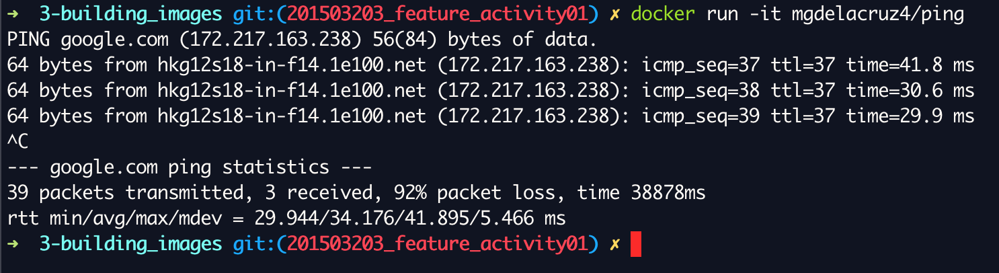 ➜  3-building_images git:(201503203_feature_activity01) ✗ docker run -it mgdelacruz4/ping
PING google.com (172.217.163.238) 56(84) bytes of data.
64 bytes from hkg12s18-in-f14.1e100.net (172.217.163.238): icmp_seq=37 ttl=37 time=41.8 ms
64 bytes from hkg12s18-in-f14.1e100.net (172.217.163.238): icmp_seq=38 ttl=37 time=30.6 ms
64 bytes from hkg12s18-in-f14.1e100.net (172.217.163.238): icmp_seq=39 ttl=37 time=29.9 ms
^C
--- google.com ping statistics ---
39 packets transmitted, 3 received, 92% packet loss, time 38878ms
rtt min/avg/max/mdev = 29.944/34.176/41.895/5.466 ms
➜  3-building_images git:(201503203_feature_activity01) ✗